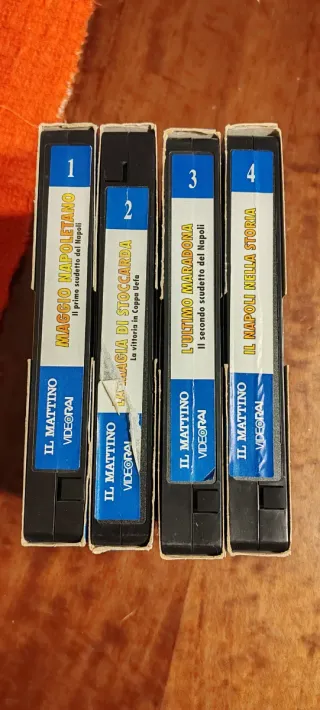 1
MAGGIO NAPOLETANO
Il primo scudetto del Napoli
IL MATTINO
VIDEORAI
2
MAGIA DI STOCCARDA
La vittoria in Coppa Uefa
IL MATTINO
VIDEORAI
3
L'ULTIMO MARADONA
Il secondo scudetto del Napoli
IL MATTINO
VIDEORAI
4
IL NAPOLI NELLA STORIA
IL MATTINO
VIDEORAI